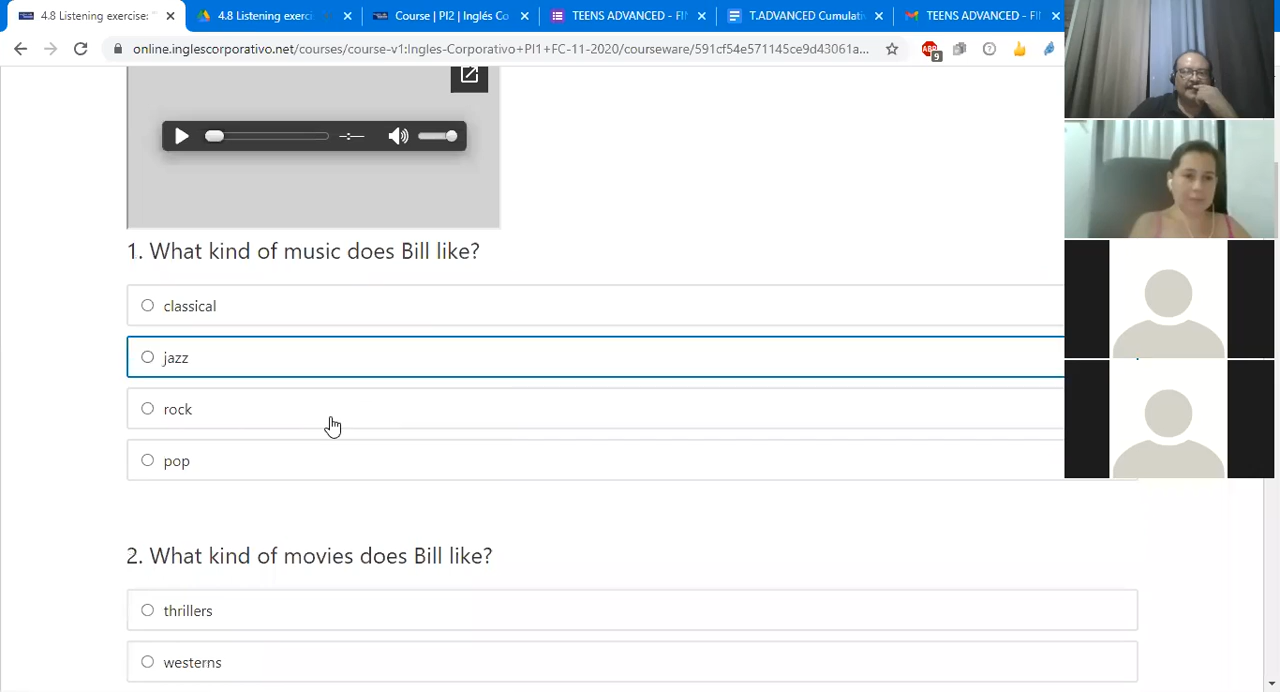 4.8 Listening exercise: "
4.8 Listening exerci
Course | PI2 | Inglés Co
TEENS ADVANCED - FI
T.ADVANCED Cumulati
TEENS ADVANCED - FI
online.inglescorporativo.net/courses/course-v1:Ingles-Corporativo+PI1+FC-11-2020/courseware/591cf54e571145ce9d43061a...
ABP
9
1. What kind of music does Bill like?
classical
jazz
rock
pop
2. What kind of movies does Bill like?
thrillers
westerns